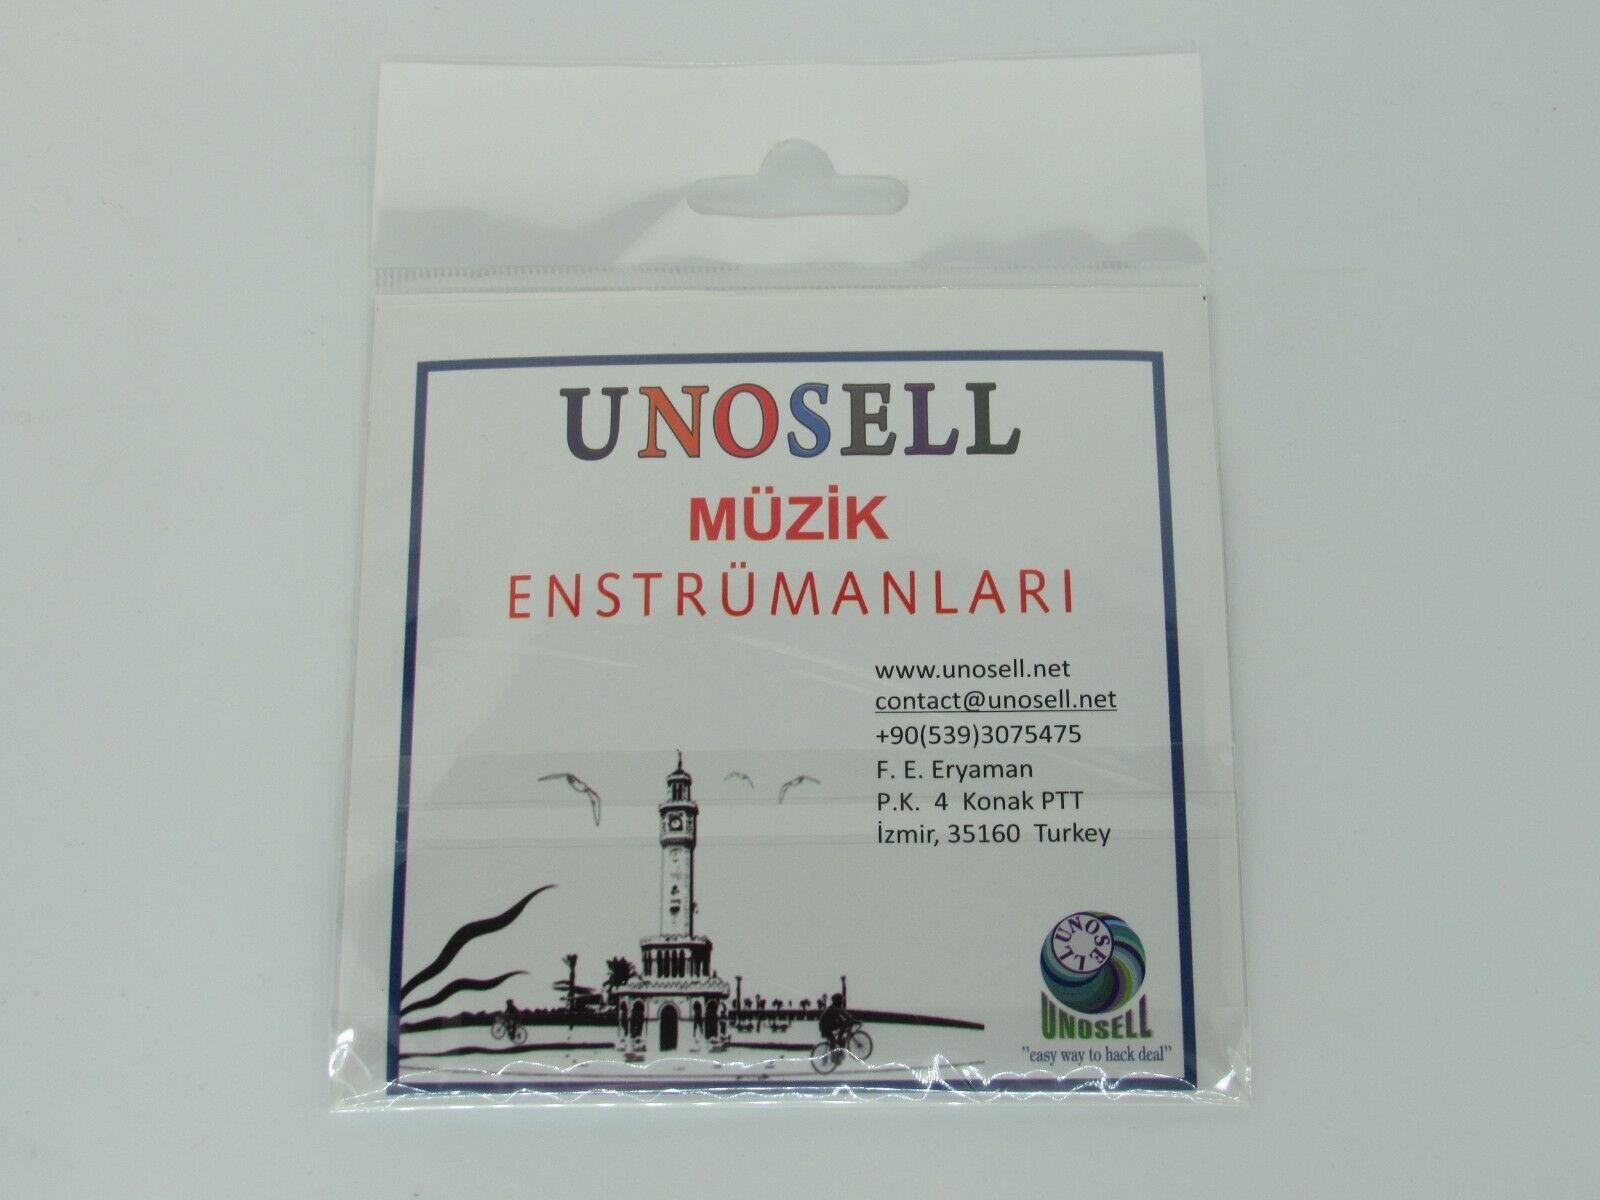 UNOSELL
MÜZİK
ENSTRÜMANLARI
www.unosell.net
contact@unosell.net
+90(539)3075475
F. E. Eryaman
P.K. 4 Konak PTT
İzmir, 35160 Turkey
UNOSELL
UNOSELL
"easy way to hack deal"